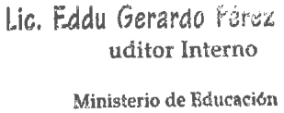 Lic. Eddu Gerardo Pérez
uditor Interno
Ministerio de Educación